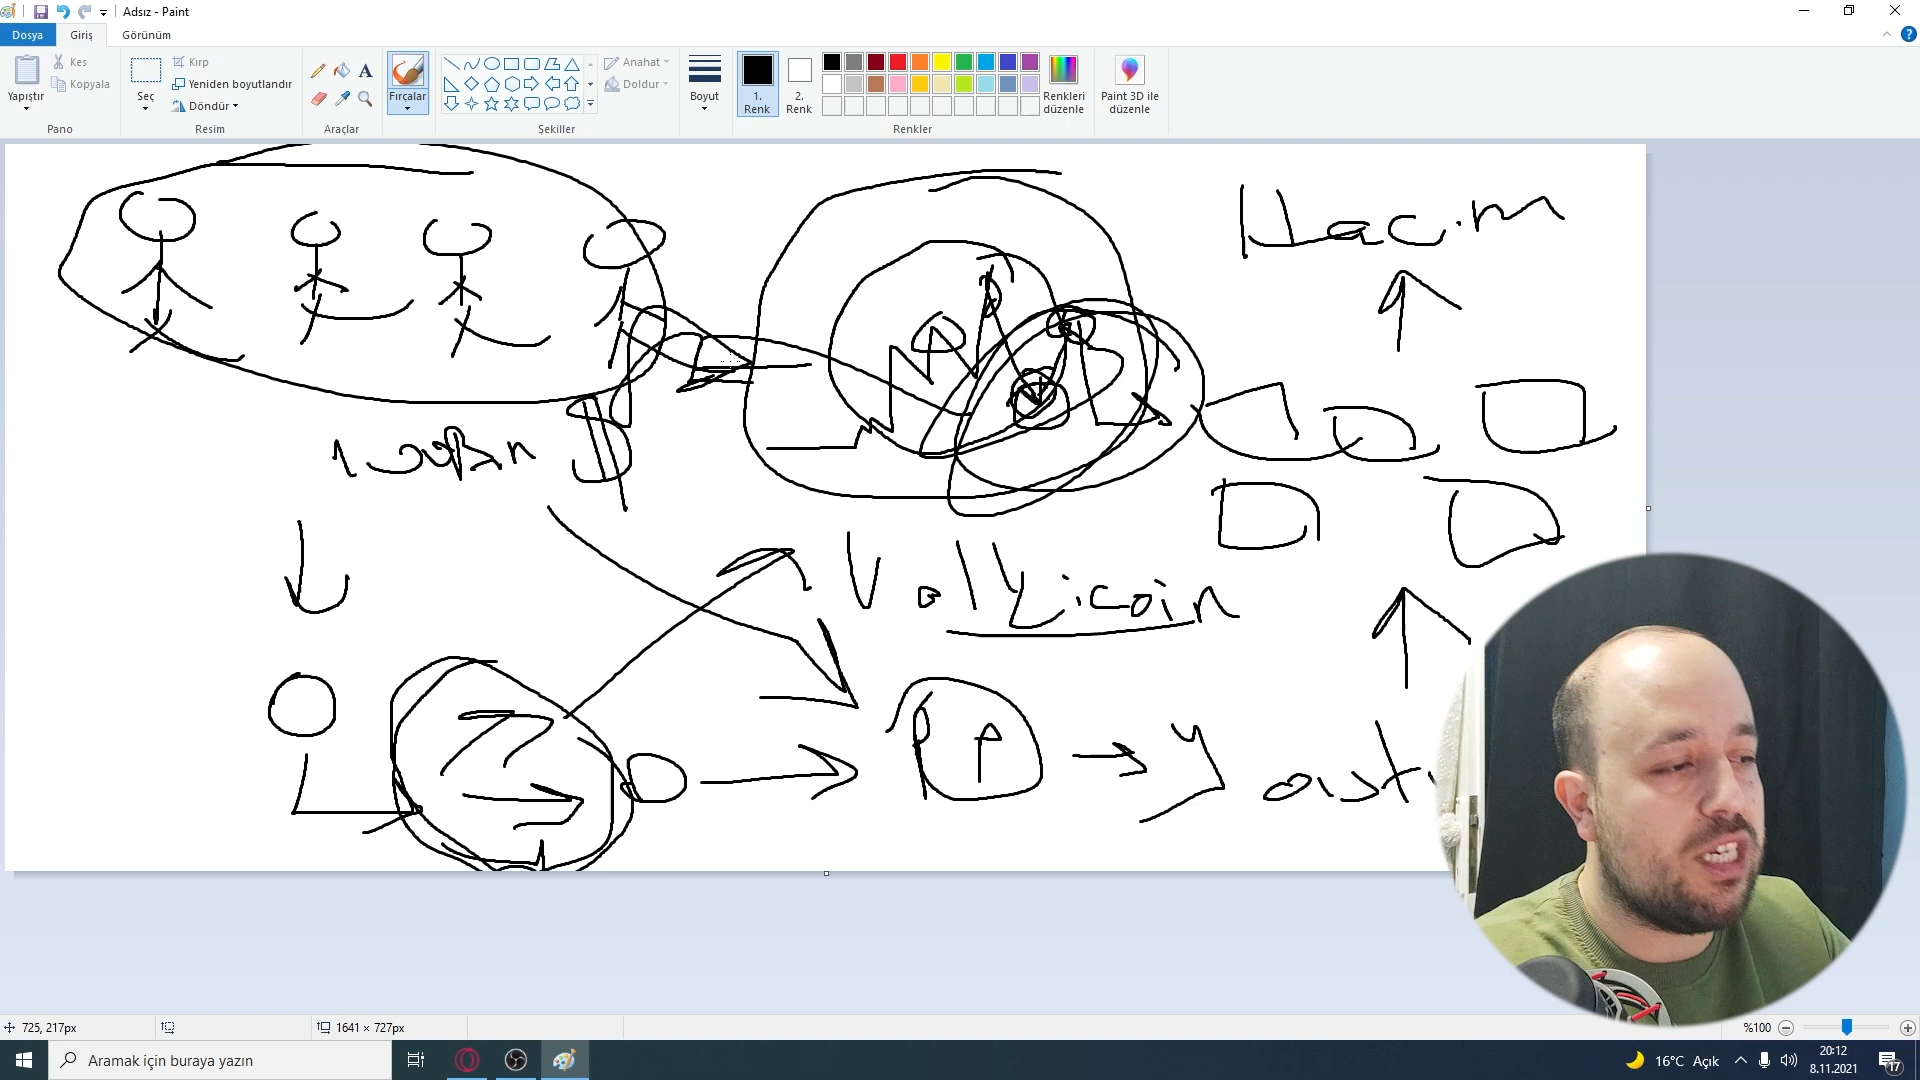 Adsız - Paint
Dosya Giriş Görünüm
Yapıştır
Kes
Kopyala
Pano
Seç
Kırp
Yeniden boyutlandır
Döndür
Resim
A
Araçlar
Fırçalar
Şekiller
Anahat
Doldur
Boyut
1. Renk
2. Renk
Renkleri düzenle
Renkler
Paint 3D ile düzenle
Hacim
$
Vollicoin
725, 217px
1641 × 727px
%100
Aramak için buraya yazın
16°C Açık
20:12
8.11.2021
17